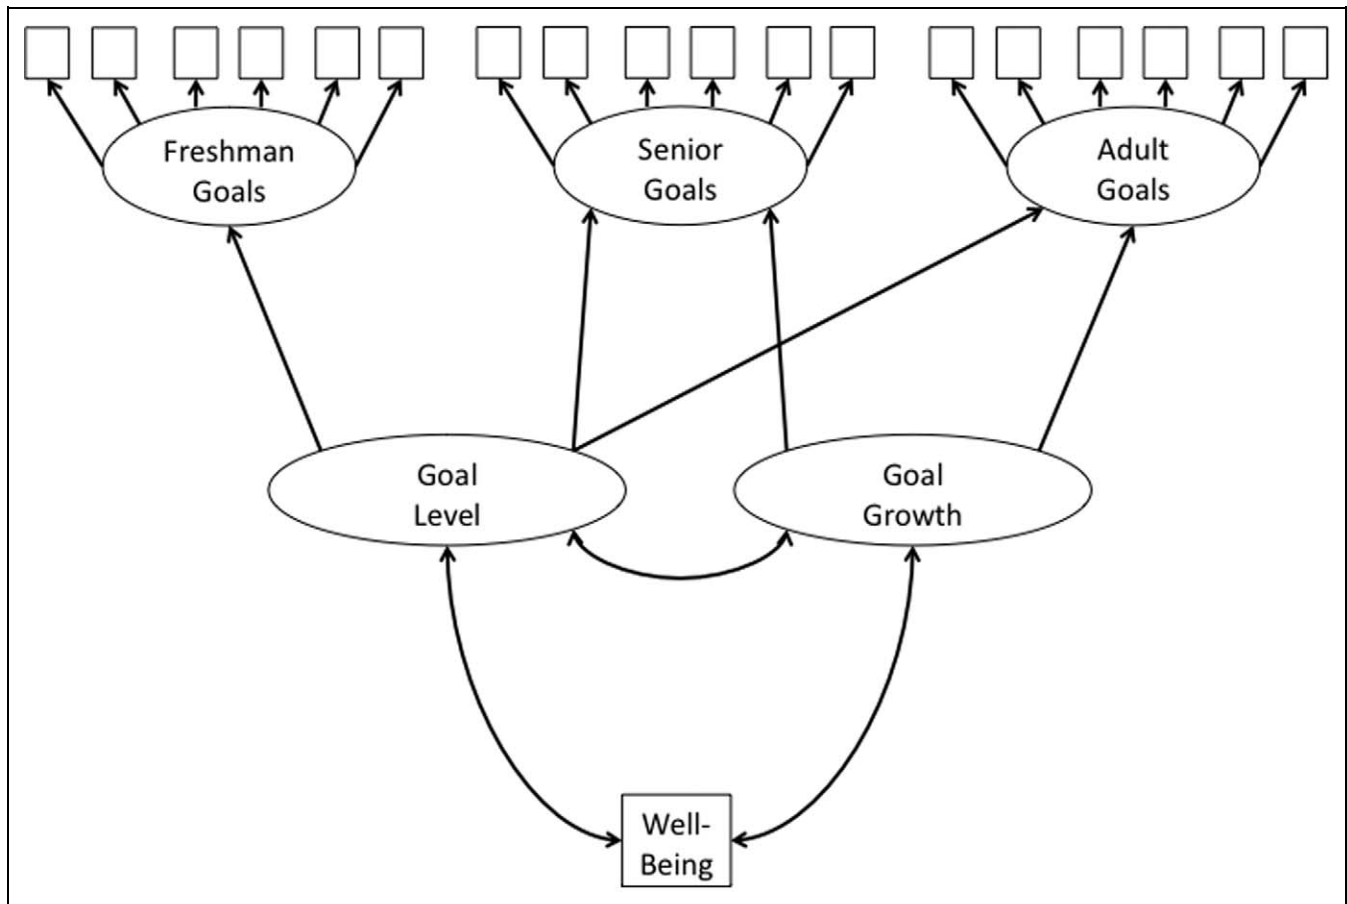 Freshman
Goals
Senior
Goals
Adult
Goals
Goal
Level
Goal
Growth
Well-
Being